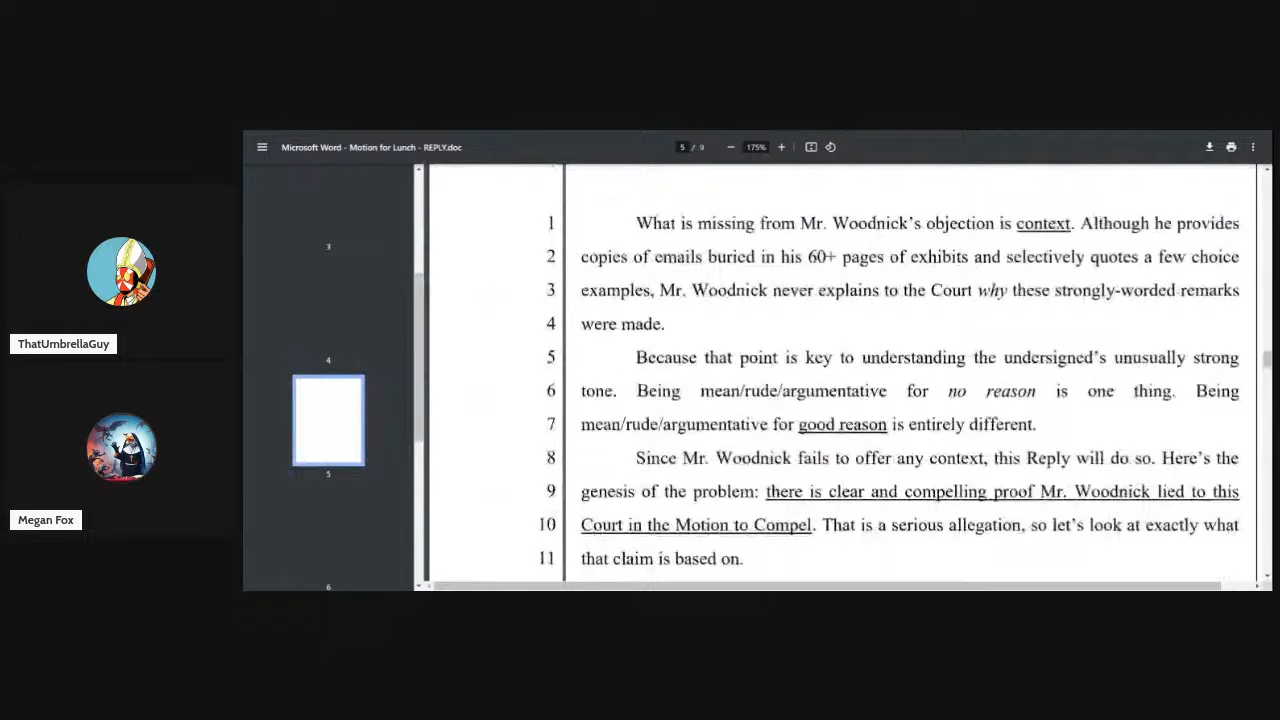 Microsoft Word - Motion for Lunch - REPLY.doc
5 / 9
175%
3
4
5
6
ThatUmbrellaGuy
Megan Fox
1 What is missing from Mr. Woodnick's objection is context. Although he provides
2 copies of emails buried in his 60+ pages of exhibits and selectively quotes a few choice
3 examples, Mr. Woodnick never explains to the Court why these strongly-worded remarks
4 were made.
5 Because that point is key to understanding the undersigned's unusually strong
6 tone. Being mean/rude/argumentative for no reason is one thing. Being
7 mean/rude/argumentative for good reason is entirely different.
8 Since Mr. Woodnick fails to offer any context, this Reply will do so. Here's the
9 genesis of the problem: there is clear and compelling proof Mr. Woodnick lied to this
10 Court in the Motion to Compel. That is a serious allegation, so let's look at exactly what
11 that claim is based on.